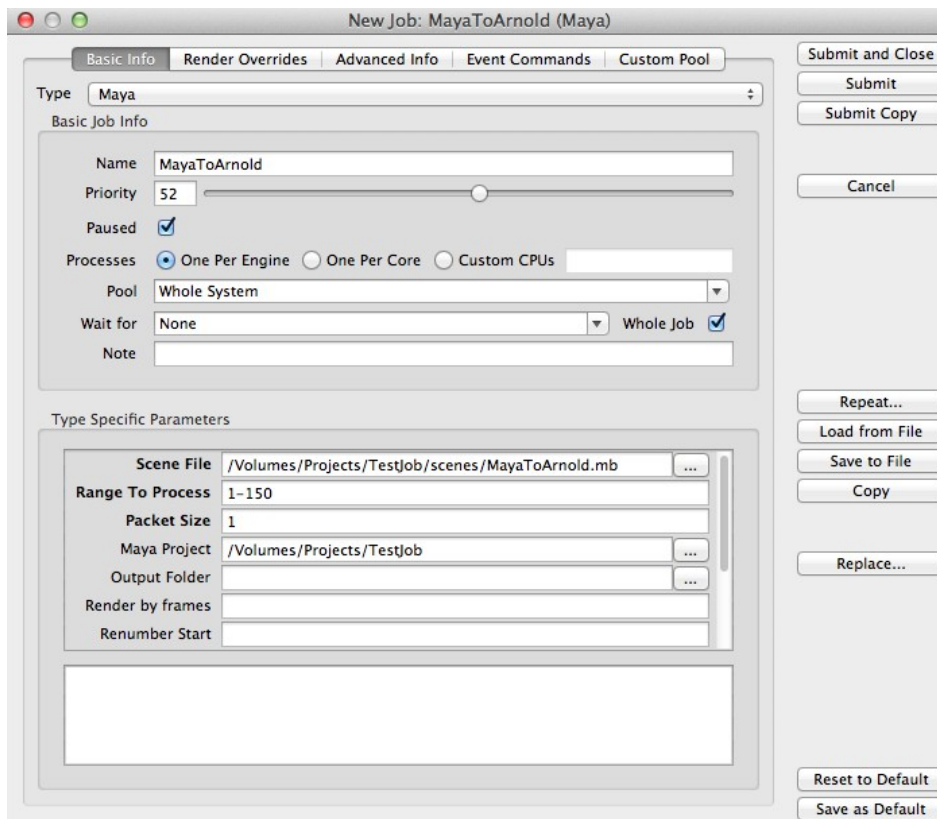 New Job: MayaToArnold (Maya)
Basic Info Render Overrides Advanced Info Event Commands Custom Pool
Type Maya
Basic Job Info
Name MayaToArnold
Priority 52
Paused
Processes One Per Engine One Per Core Custom CPUs
Pool Whole System
Wait for None Whole Job
Note
Type Specific Parameters
Scene File /Volumes/Projects/TestJob/scenes/MayaToArnold.mb ...
Range To Process 1-150
Packet Size 1
Maya Project /Volumes/Projects/TestJob ...
Output Folder ...
Render by frames
Renumber Start
Submit and Close
Submit
Submit Copy
Cancel
Repeat...
Load from File
Save to File
Copy
Replace...
Reset to Default
Save as Default